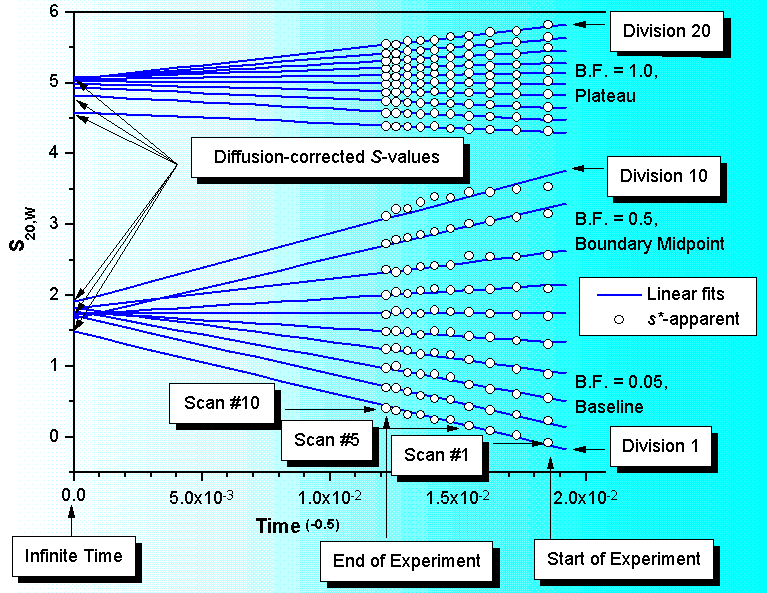 6
5
4
3
2
1
0
S20,W
Division 20
B.F. = 1.0,
Plateau
Diffusion-corrected S-values
Division 10
B.F. = 0.5,
Boundary Midpoint
Linear fits
s*-apparent
B.F. = 0.05,
Baseline
Scan #10
Scan #5
Scan #1
Division 1
0.0 5.0x10-3 1.0x10-2 1.5x10-2 2.0x10-2
Time (-0.5)
Infinite Time
End of Experiment
Start of Experiment